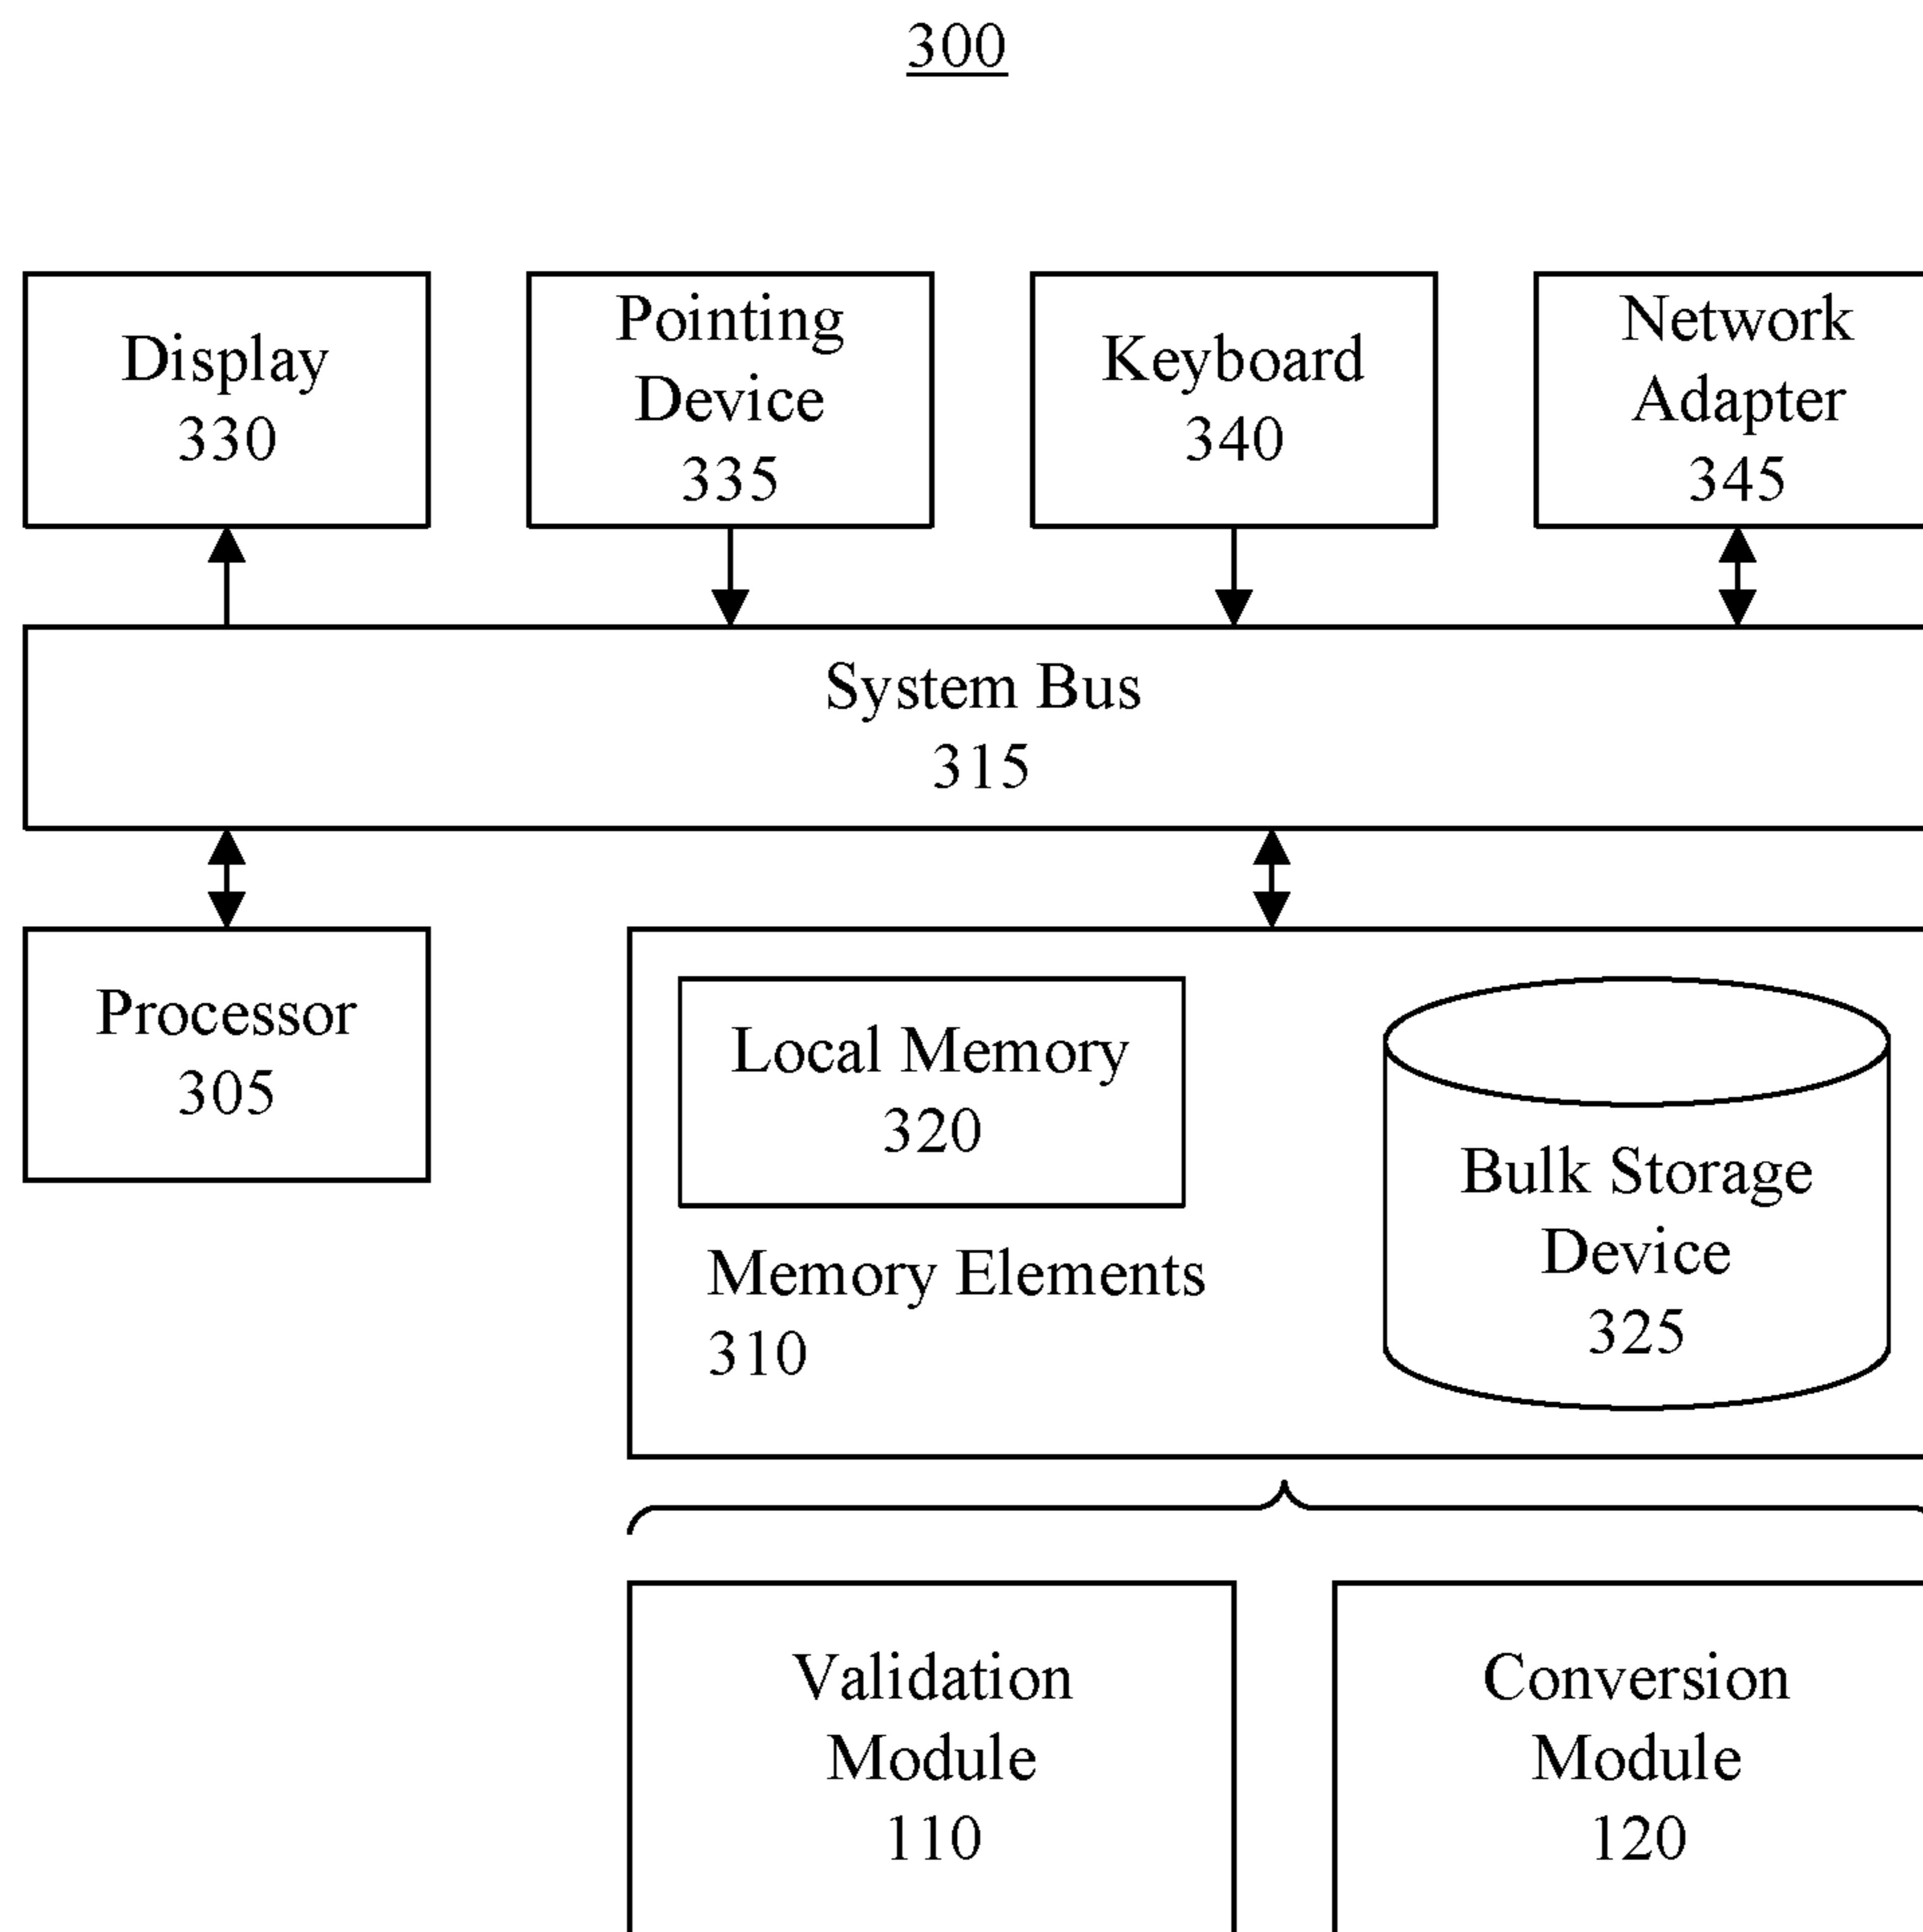 300
Display
330
Pointing
Device
335
Keyboard
340
Network
Adapter
345
System Bus
315
Processor
305
Local Memory
320
Memory Elements
310
Bulk Storage
Device
325
Validation
Module
110
Conversion
Module
120